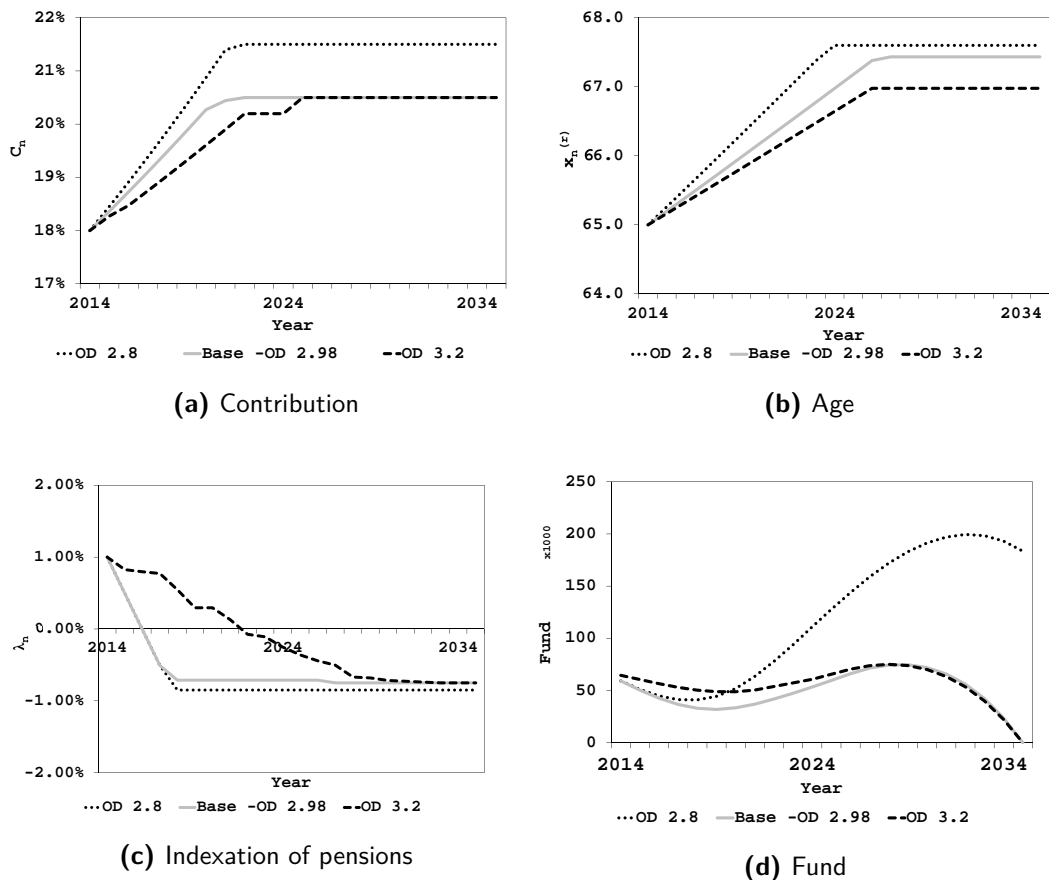 22%
21%
20%
19%
18%
17%
C_n
2014 2024 2034
Year
OD 2.8 Base -OD 2.98 OD 3.2
(a) Contribution
68.0
67.0
66.0
65.0
64.0
x_n^(r)
2014 2024 2034
Year
OD 2.8 Base -OD 2.98 OD 3.2
(b) Age
2.00%
1.00%
0.00%
-1.00%
-2.00%
λ_n
2014 2024 2034
Year
OD 2.8 Base -OD 2.98 OD 3.2
(c) Indexation of pensions
250
200
150
100
50
0
Fund x1000
2014 2024 2034
Year
OD 2.8 Base -OD 2.98 OD 3.2
(d) Fund